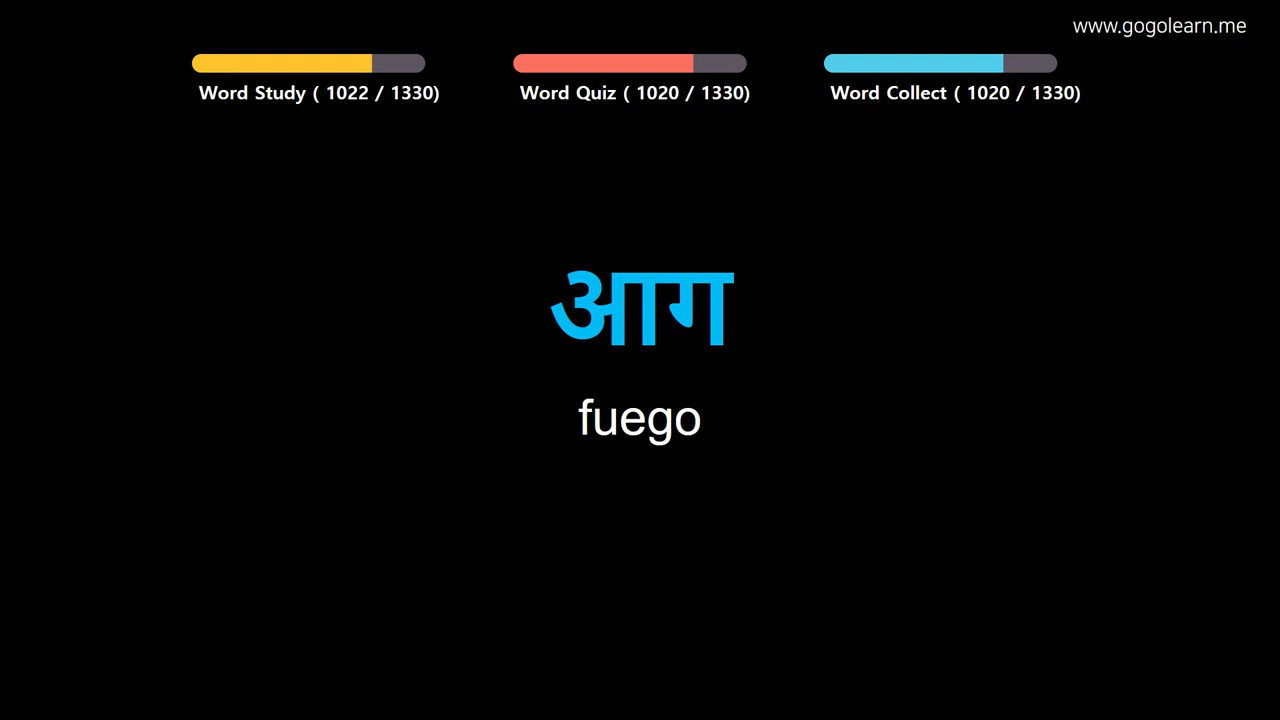 www.gogolearn.me
Word Study ( 1022 / 1330)
Word Quiz ( 1020 / 1330)
Word Collect ( 1020 / 1330)
आग
fuego